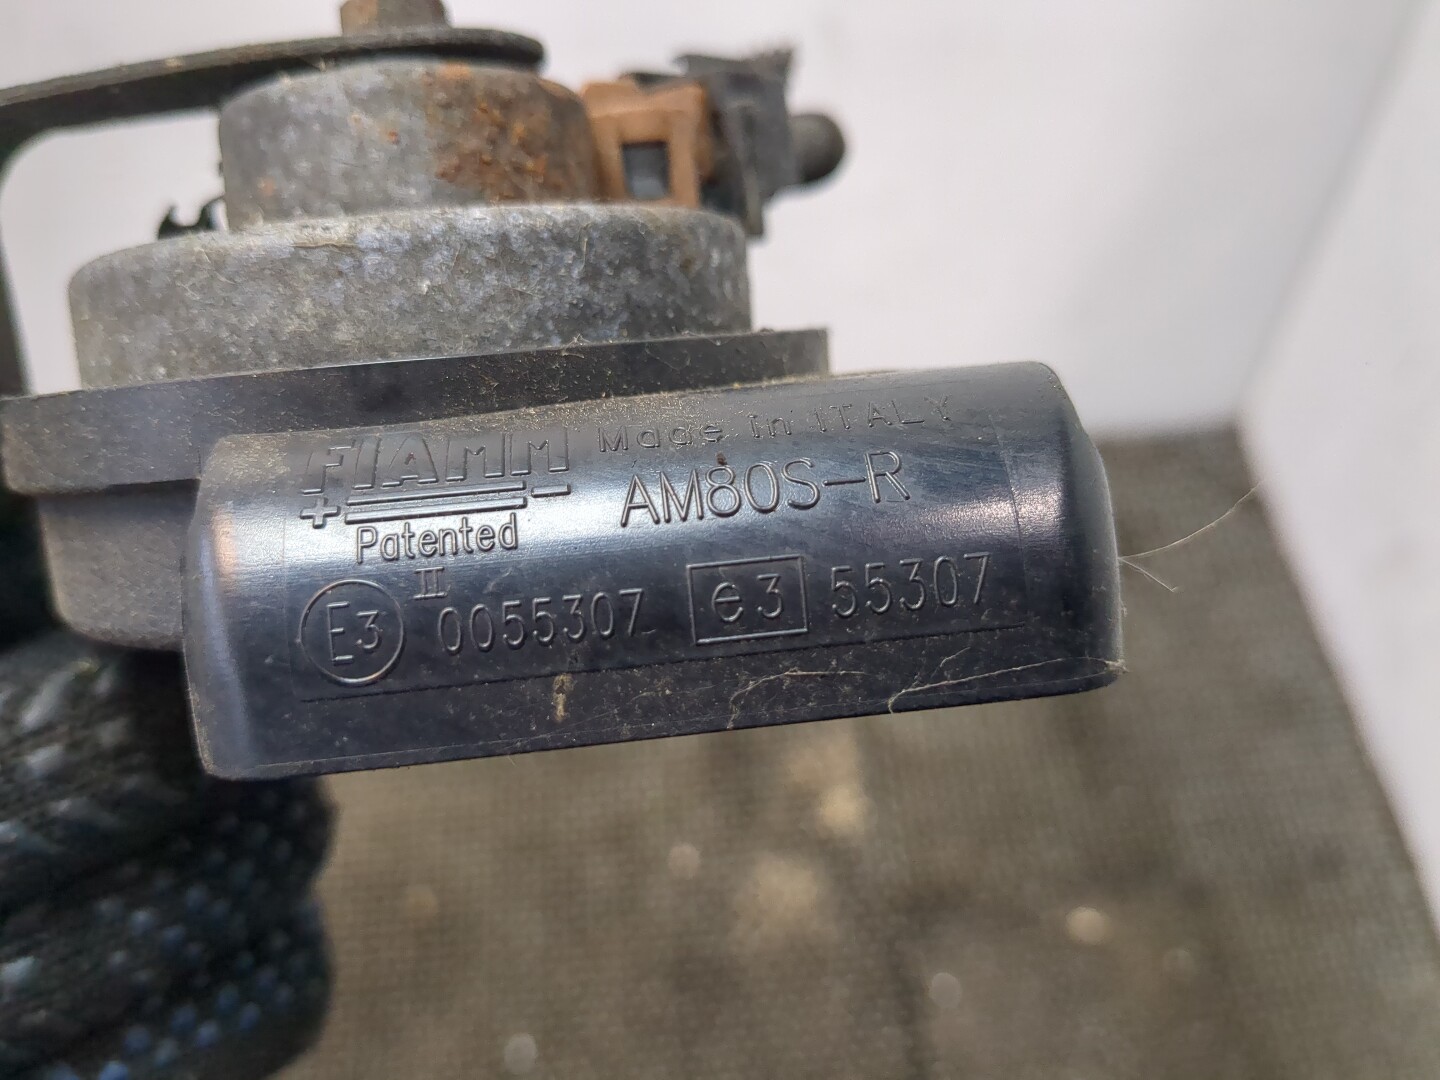 FIAMM Made in ITALY
+ - AM80S-R
Patented
II
E3 0055307 e3 55307